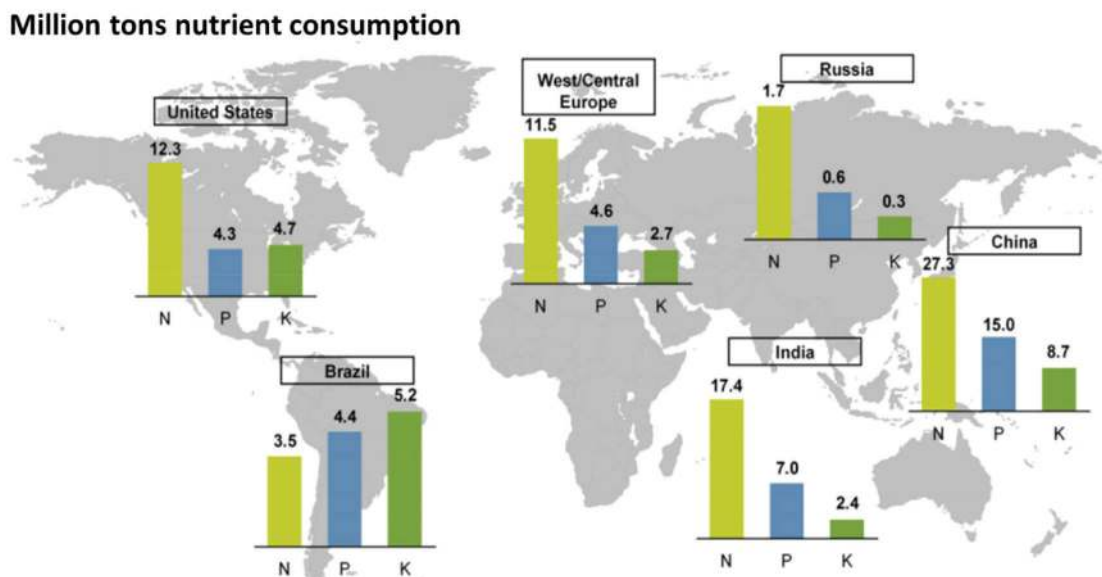 Million tons nutrient consumption
United States
12.3
4.3
4.7
N P K
West/Central
Europe
11.5
4.6
2.7
N P K
Russia
1.7
0.6
0.3
N P K
China
27.3
15.0
8.7
N P K
Brazil
3.5
4.4
5.2
N P K
India
17.4
7.0
2.4
N P K